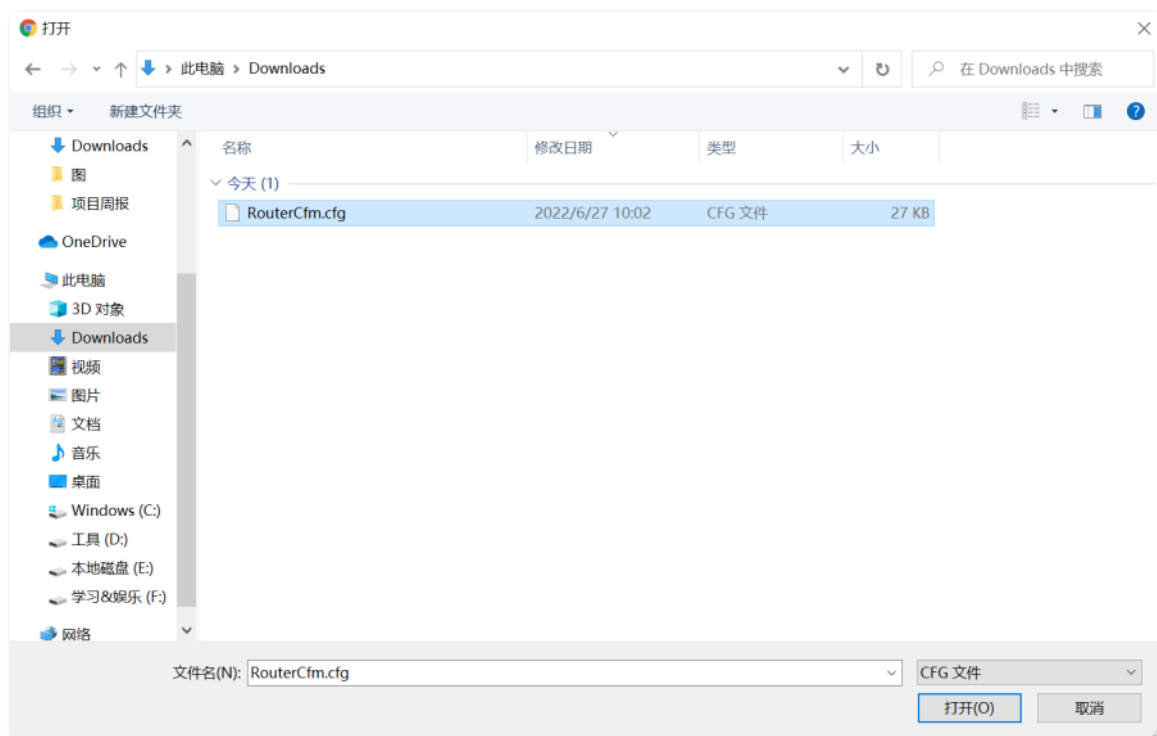 打开
此电脑 › Downloads
在 Downloads 中搜索
组织 新建文件夹
Downloads
图
项目周报
OneDrive
此电脑
3D 对象
Downloads
视频
图片
文档
音乐
桌面
Windows (C:)
工具 (D:)
本地磁盘 (E:)
学习&娱乐 (F:)
网络
名称 修改日期 类型 大小
今天 (1)
RouterCfm.cfg 2022/6/27 10:02 CFG 文件 27 KB
文件名(N): RouterCfm.cfg CFG 文件
打开(O) 取消